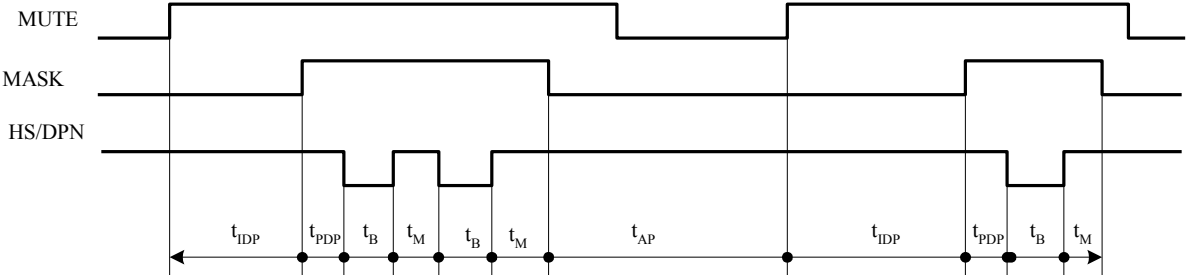 MUTE
MASK
HS/DPN
tIDP tPDP tB tM tB tM tAP tIDP tPDP tB tM